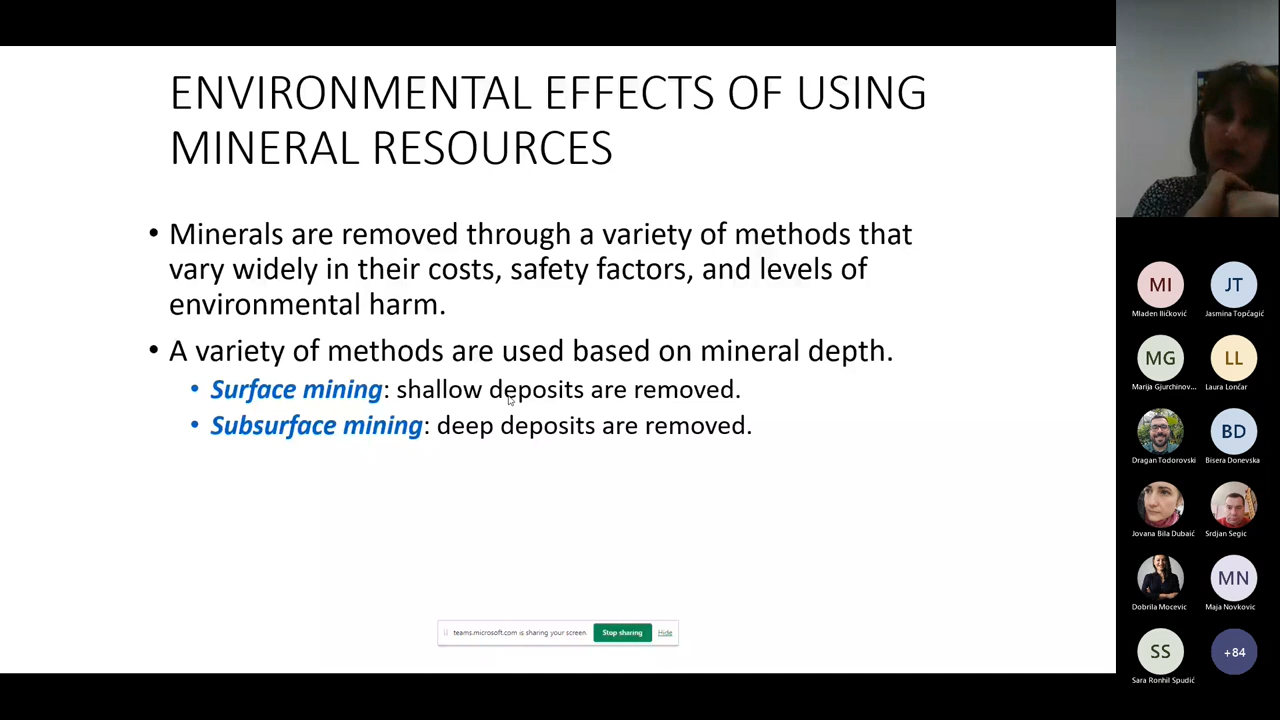 ENVIRONMENTAL EFFECTS OF USING
MINERAL RESOURCES
• Minerals are removed through a variety of methods that
vary widely in their costs, safety factors, and levels of
environmental harm.
• A variety of methods are used based on mineral depth.
• Surface mining: shallow deposits are removed.
• Subsurface mining: deep deposits are removed.
teams.microsoft.com is sharing your screen. Stop sharing Hide
MI JT
Mladen Iličković Jasmina Topčagić
MG LL
Marija Gjurchinov... Laura Lončar
BD
Dragan Todorovski Bisera Donevska
Jovana Bila Dubaić Srdjan Segic
MN
Dobrila Mocevic Maja Novkovic
SS +84
Sara Ronhil Spudić